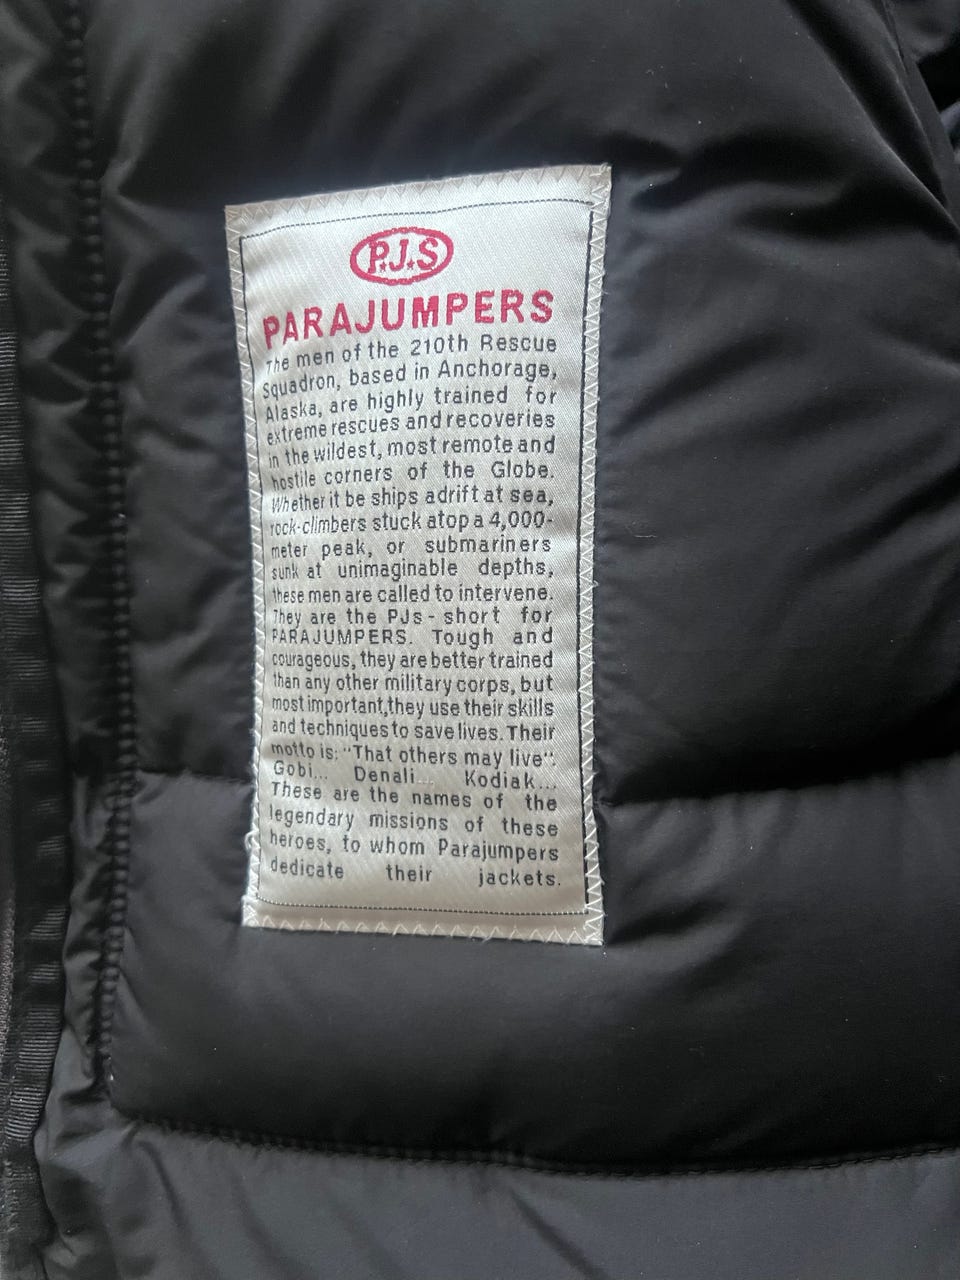 P.J.S
PARAJUMPERS
The men of the 210th Rescue
Squadron, based in Anchorage,
Alaska, are highly trained for
extreme rescues and recoveries
in the wildest, most remote and
hostile corners of the Globe.
Whether it be ships adrift at sea,
rock-climbers stuck atop a 4,000-
meter peak, or submariners
sunk at unimaginable depths,
these men are called to intervene.
They are the PJs - short for
PARAJUMPERS. Tough and
courageous, they are better trained
than any other military corps, but
most important,they use their skills
and techniques to save lives. Their
motto is: "That others may live".
Gobi... Denali... Kodiak...
These are the names of the
legendary missions of these
heroes, to whom Parajumpers
dedicate their jackets.